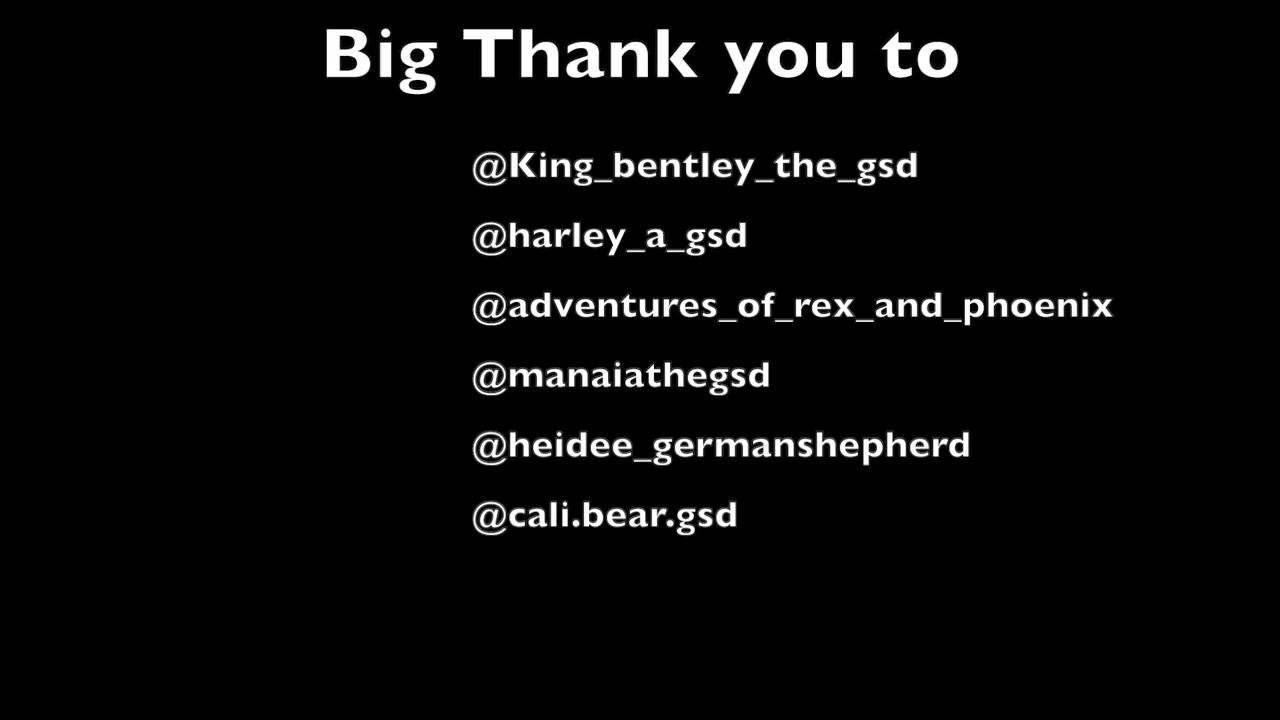 Big Thank you to
@King_bentley_the_gsd
@harley_a_gsd
@adventures_of_rex_and_phoenix
@manaiathegsd
@heidee_germanshepherd
@cali.bear.gsd